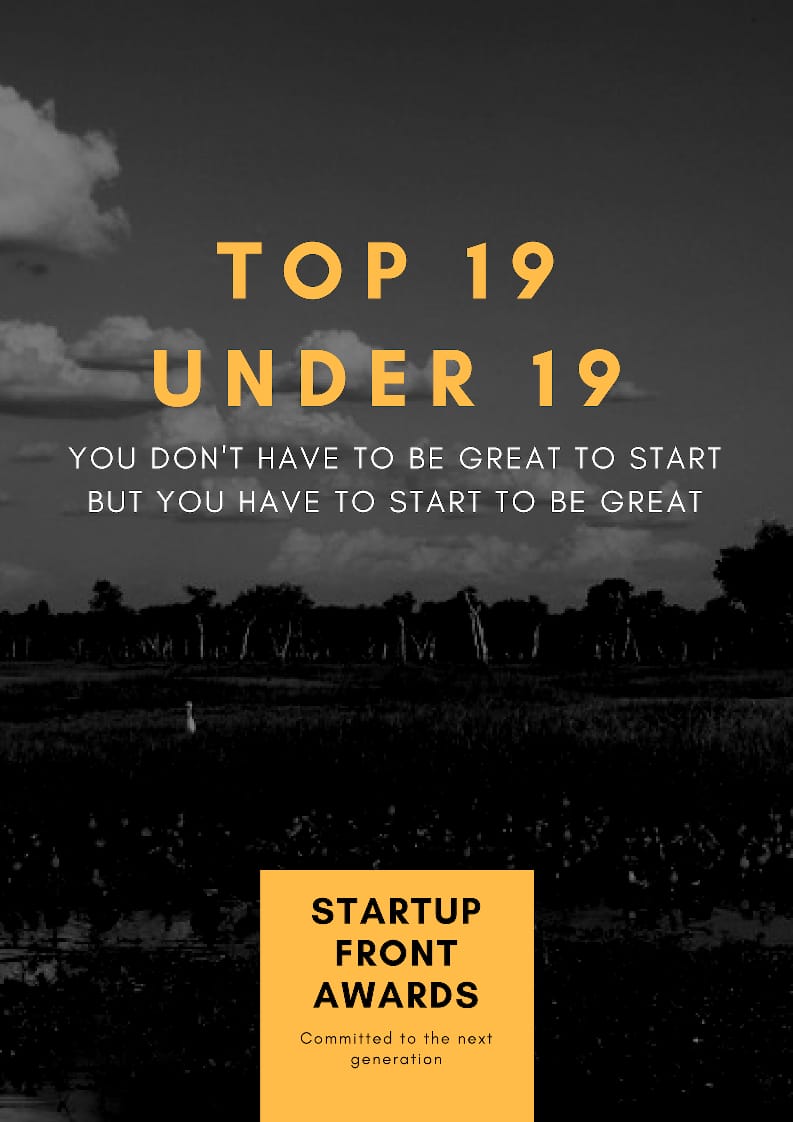 TOP 19
UNDER 19
YOU DON'T HAVE TO BE GREAT TO START
BUT YOU HAVE TO START TO BE GREAT
STARTUP
FRONT
AWARDS
Committed to the next
generation